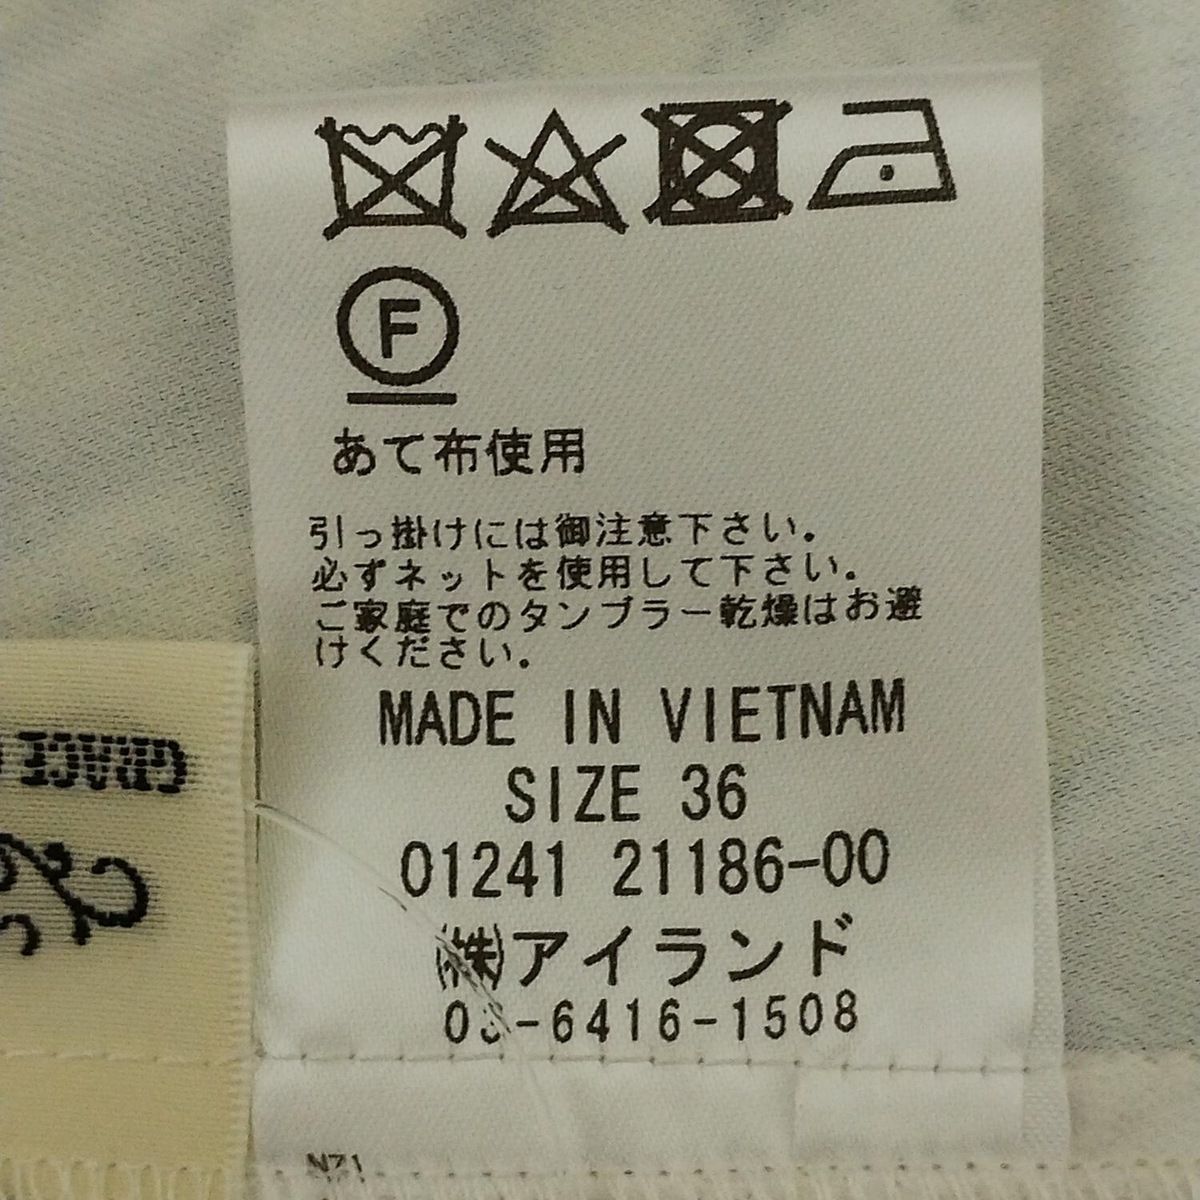 F
あて布使用
引っ掛けには御注意下さい。
必ずネットを使用して下さい。
ご家庭でのタンブラー乾燥はお避
けください。
MADE IN VIETNAM
SIZE 36
01241 21186-00
㈱アイランド
03-6416-1508
GRACE
NZ1